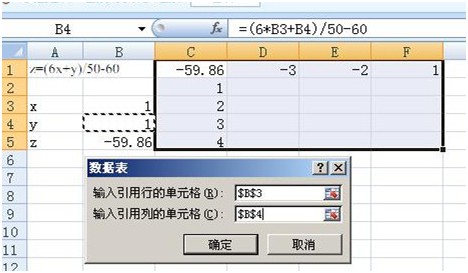 B4 fx =(6*B3+B4)/50-60
A B C D E F
1 z=(6x+y)/50-60 -59.86 -3 -2 1
2 1
3 x 1 2
4 y 1 3
5 z -59.86 4
6
7 数据表 ?
8 输入引用行的单元格(R): $B$3
9 输入引用列的单元格(C): $B$4
10
11 确定 取消
12